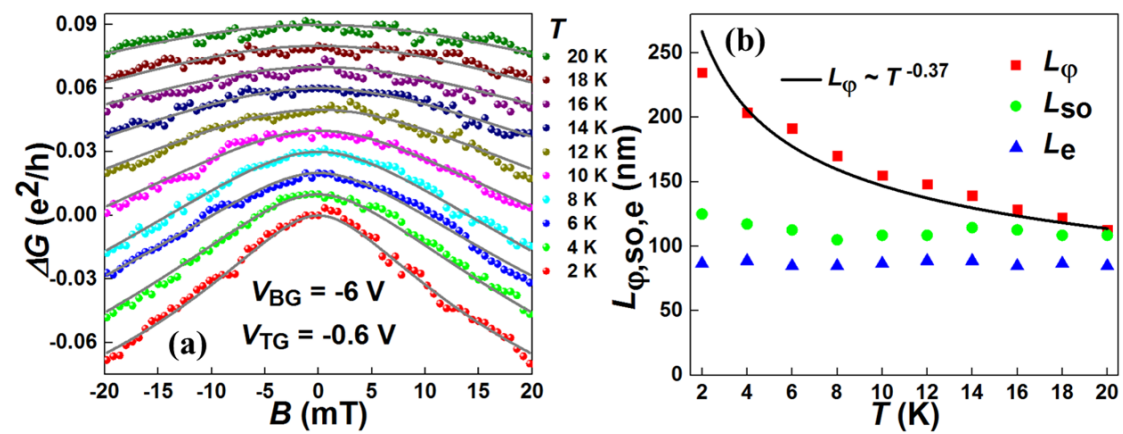 0.09
0.06
0.03
0.00
-0.03
-0.06
ΔG (e²/h)
-20 -15 -10 -5 0 5 10 15 20
B (mT)
V_BG = -6 V
V_TG = -0.6 V
(a)
T
20 K
18 K
16 K
14 K
12 K
10 K
8 K
6 K
4 K
2 K
(b)
250
200
150
100
50
0
L_φ,so,e (nm)
L_φ ~ T^-0.37
L_φ
L_so
L_e
2 4 6 8 10 12 14 16 18 20
T (K)